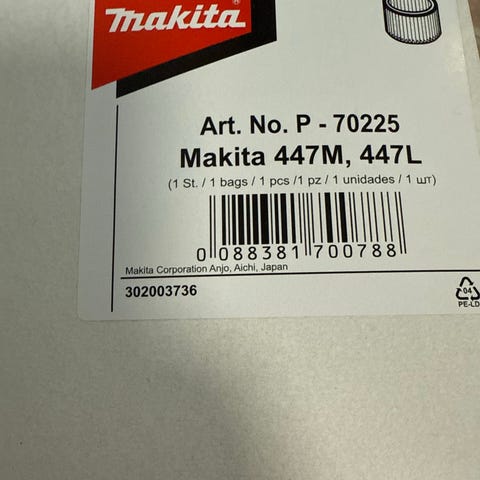 makita®
Art. No. P - 70225
Makita 447M, 447L
(1 St. / 1 bags / 1 pcs /1 pz / 1 unidades / 1 шт)
0 088381 700788
Makita Corporation Anjo, Aichi, Japan
302003736
04
PE-LD